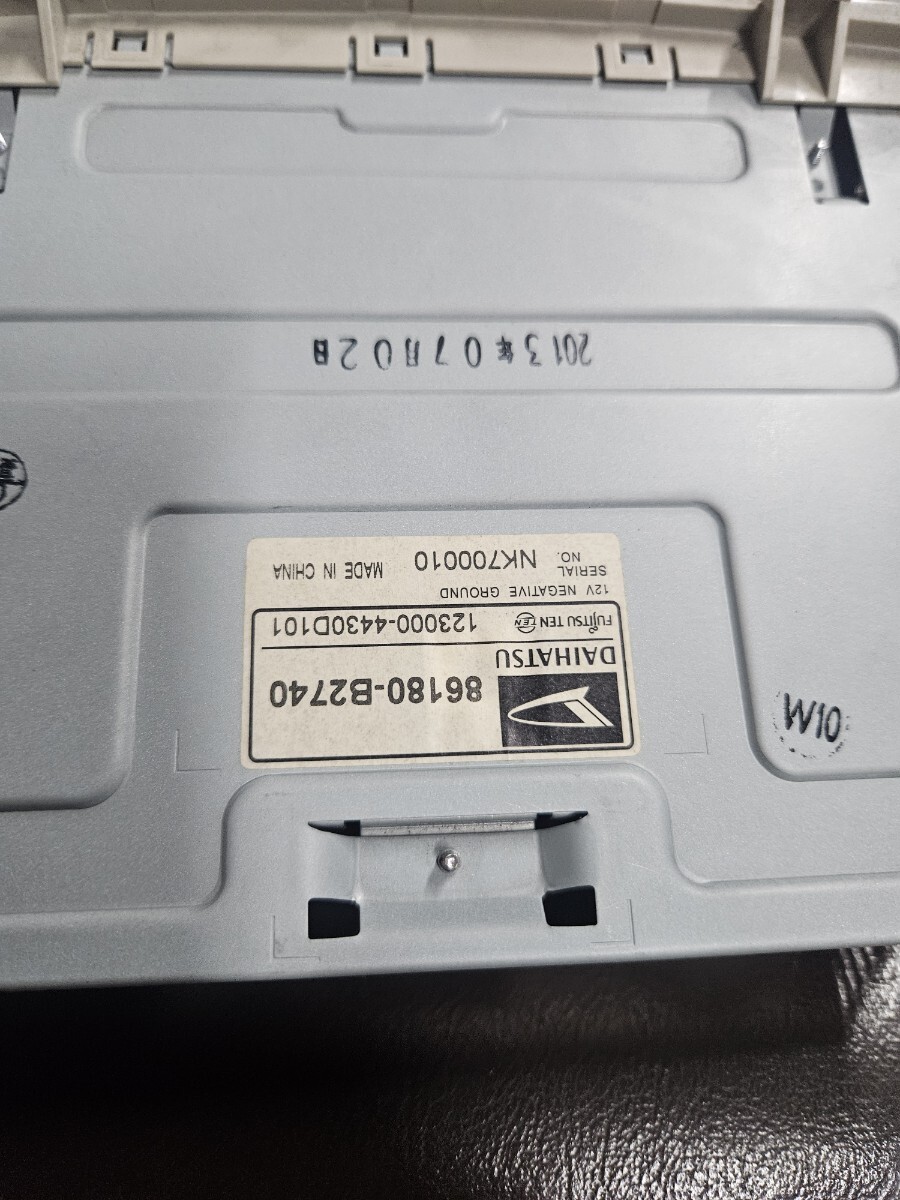 86180-B2740
DAIHATSU
FUJITSU TEN TEN 123000-4430D101
12V NEGATIVE GROUND
SERIAL NO. NK700010 MADE IN CHINA
2013年07月02日
W10